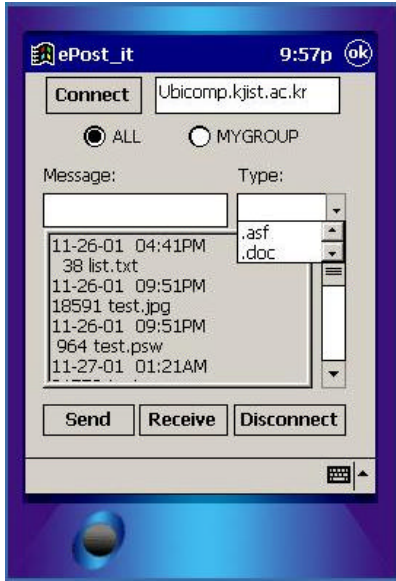 ePost_it 9:57p ok
Connect Ubicomp.kjist.ac.kr
ALL MYGROUP
Message: Type:
.asf
.doc
11-26-01 04:41PM
38 list.txt
11-26-01 09:51PM
18591 test.jpg
11-26-01 09:51PM
964 test.psw
11-27-01 01:21AM
Send Receive Disconnect